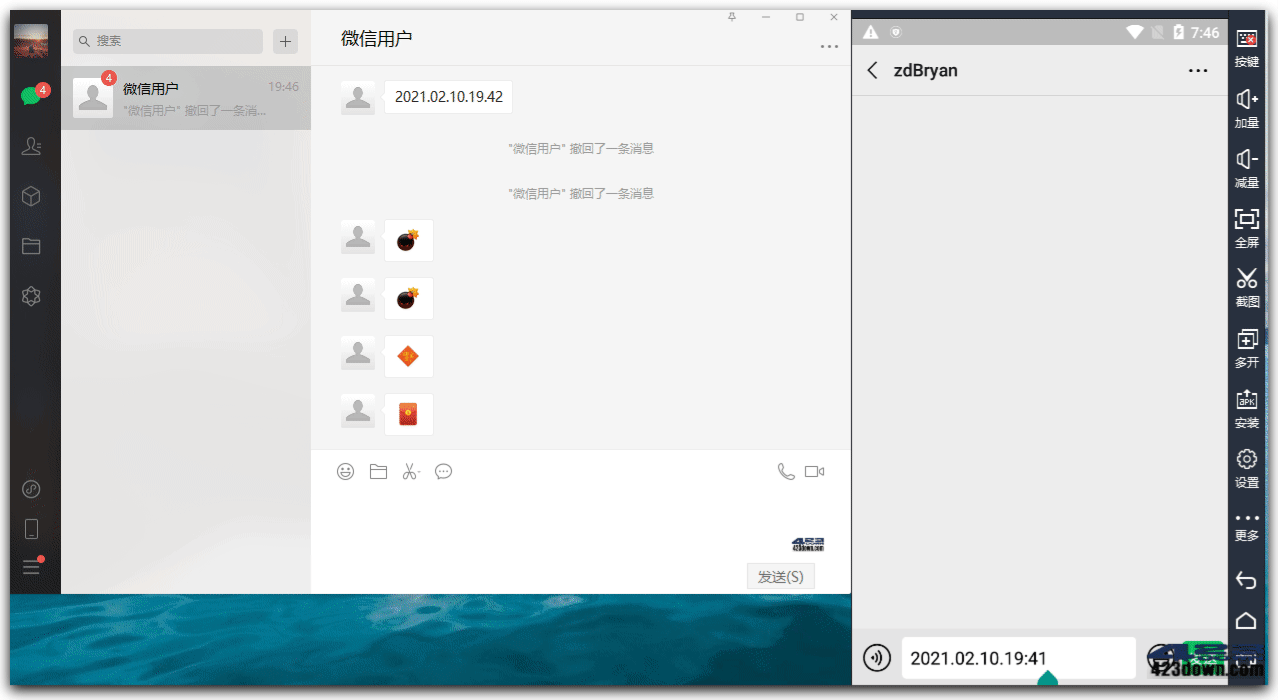 4
搜索
4
微信用户
19:46
"微信用户" 撤回了一条消...
微信用户
2021.02.10.19.42
"微信用户" 撤回了一条消息
"微信用户" 撤回了一条消息
423down.com
发送(S)
7:46
zdBryan
2021.02.10.19:41
423down.com
按键
加量
减量
全屏
截图
多开
APK
安装
设置
更多